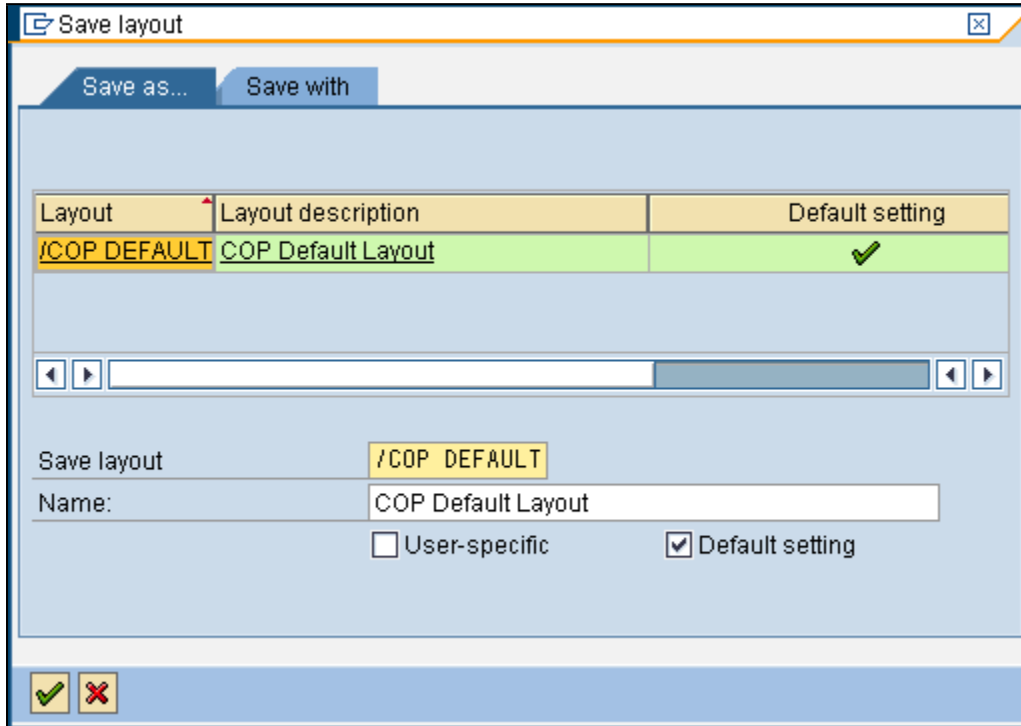 Save layout
Save as... Save with
Layout Layout description Default setting
/COP DEFAULT COP Default Layout
Save layout /COP DEFAULT
Name: COP Default Layout
User-specific Default setting